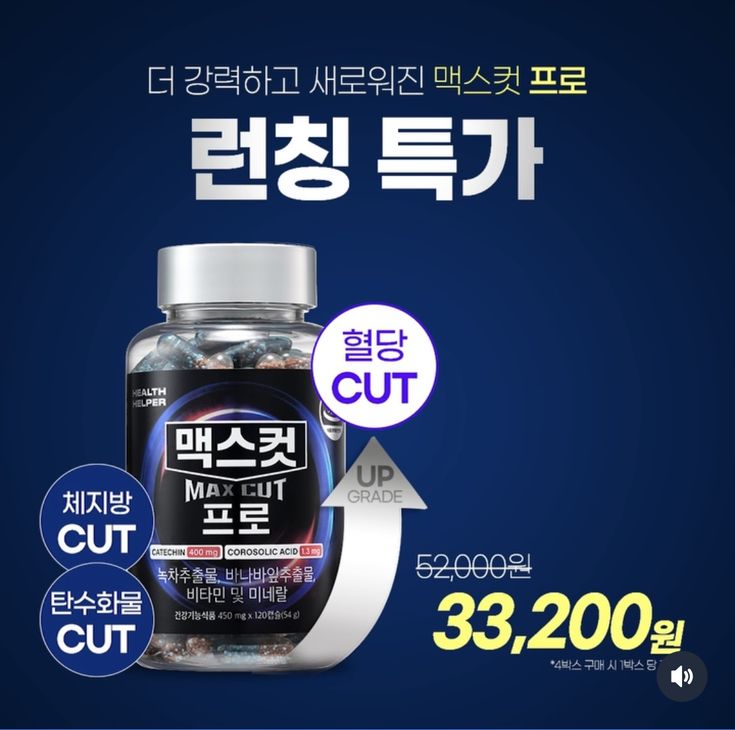 더 강력하고 새로워진 맥스컷 프로
런칭 특가
혈당
CUT
HEALTH
HELPER
맥스컷
MAX CUT
프로
CATECHIN 400 mg COROSOLIC ACID 1.3 mg
녹차추출물, 바나바잎추출물,
비타민 및 미네랄
건강기능식품 450 mg x 120캡슐(54 g)
UP
GRADE
체지방
CUT
탄수화물
CUT
52,000원
33,200원
*4박스 구매 시 1박스 당